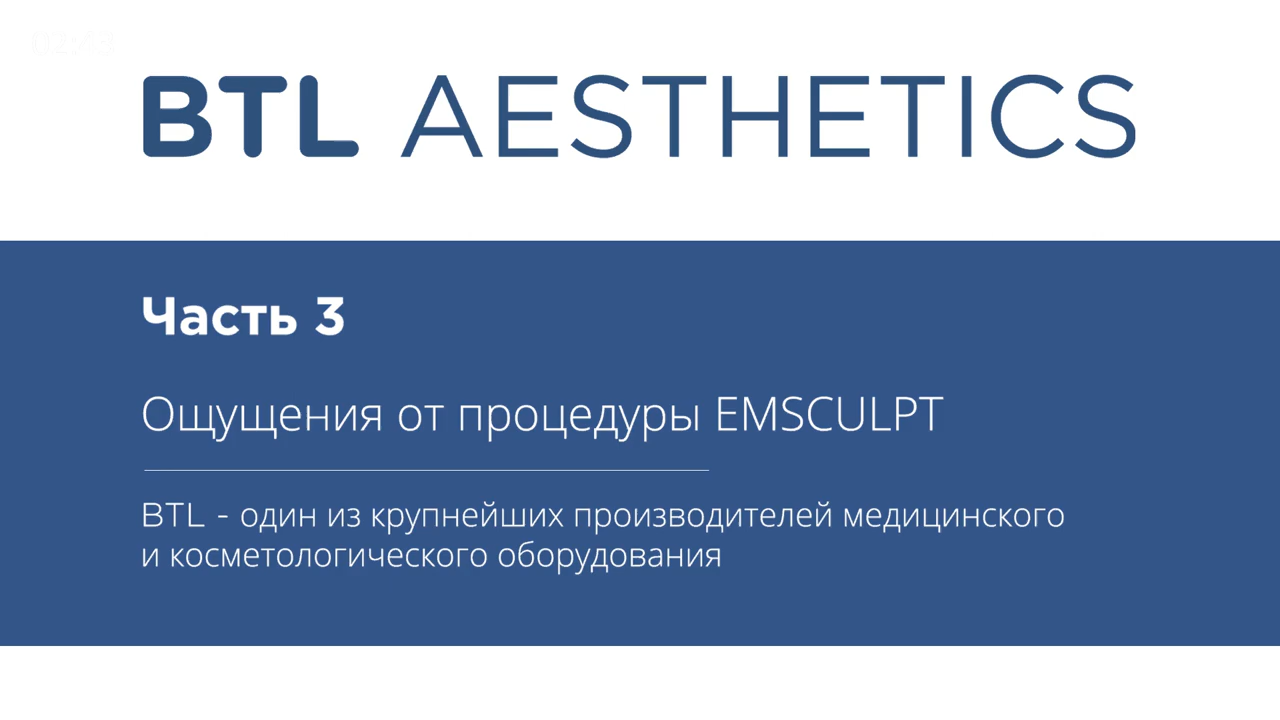 BTL AESTHETICS
Часть 3
Ощущения от процедуры EMSCULPT
BTL - один из крупнейших производителей медицинского
и косметологического оборудования